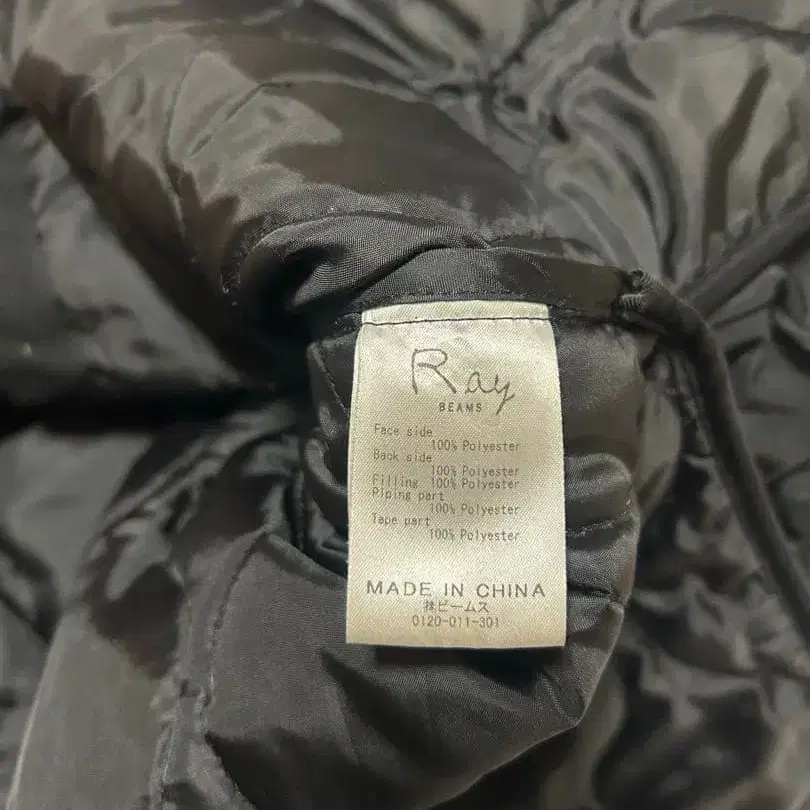 Ray
BEAMS
Face side
100% Polyester
Back side
100% Polyester
Filling 100% Polyester
Piping part
100% Polyester
Tape part
100% Polyester
MADE IN CHINA
㈱ビームス
0120-011-301